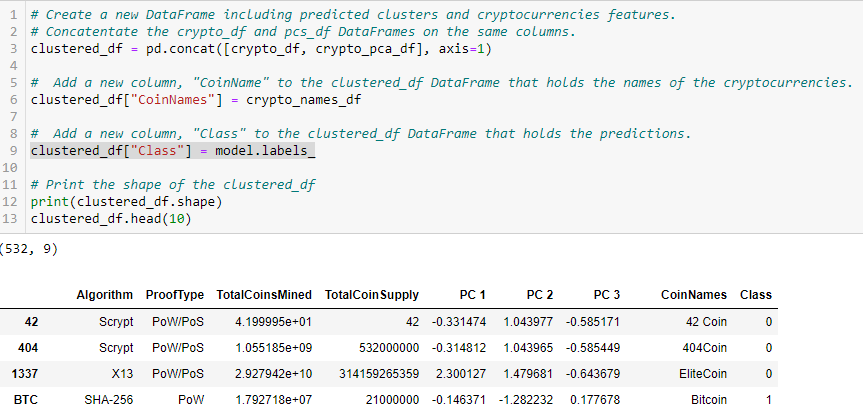 1 # Create a new DataFrame including predicted clusters and cryptocurrencies features.
2 # Concatentate the crypto_df and pcs_df DataFrames on the same columns.
3 clustered_df = pd.concat([crypto_df, crypto_pca_df], axis=1)
4
5 #  Add a new column, "CoinName" to the clustered_df DataFrame that holds the names of the cryptocurrencies.
6 clustered_df["CoinNames"] = crypto_names_df
7
8 #  Add a new column, "Class" to the clustered_df DataFrame that holds the predictions.
9 clustered_df["Class"] = model.labels_
10
11 # Print the shape of the clustered_df
12 print(clustered_df.shape)
13 clustered_df.head(10)
(532, 9)
Algorithm ProofType TotalCoinsMined TotalCoinSupply PC 1 PC 2 PC 3 CoinNames Class
42 Scrypt PoW/PoS 4.199995e+01 42 -0.331474 1.043977 -0.585171 42 Coin 0
404 Scrypt PoW/PoS 1.055185e+09 532000000 -0.314812 1.043965 -0.585449 404Coin 0
1337 X13 PoW/PoS 2.927942e+10 314159265359 2.300127 1.479681 -0.643679 EliteCoin 0
BTC SHA-256 PoW 1.792718e+07 21000000 -0.146371 -1.282232 0.177678 Bitcoin 1